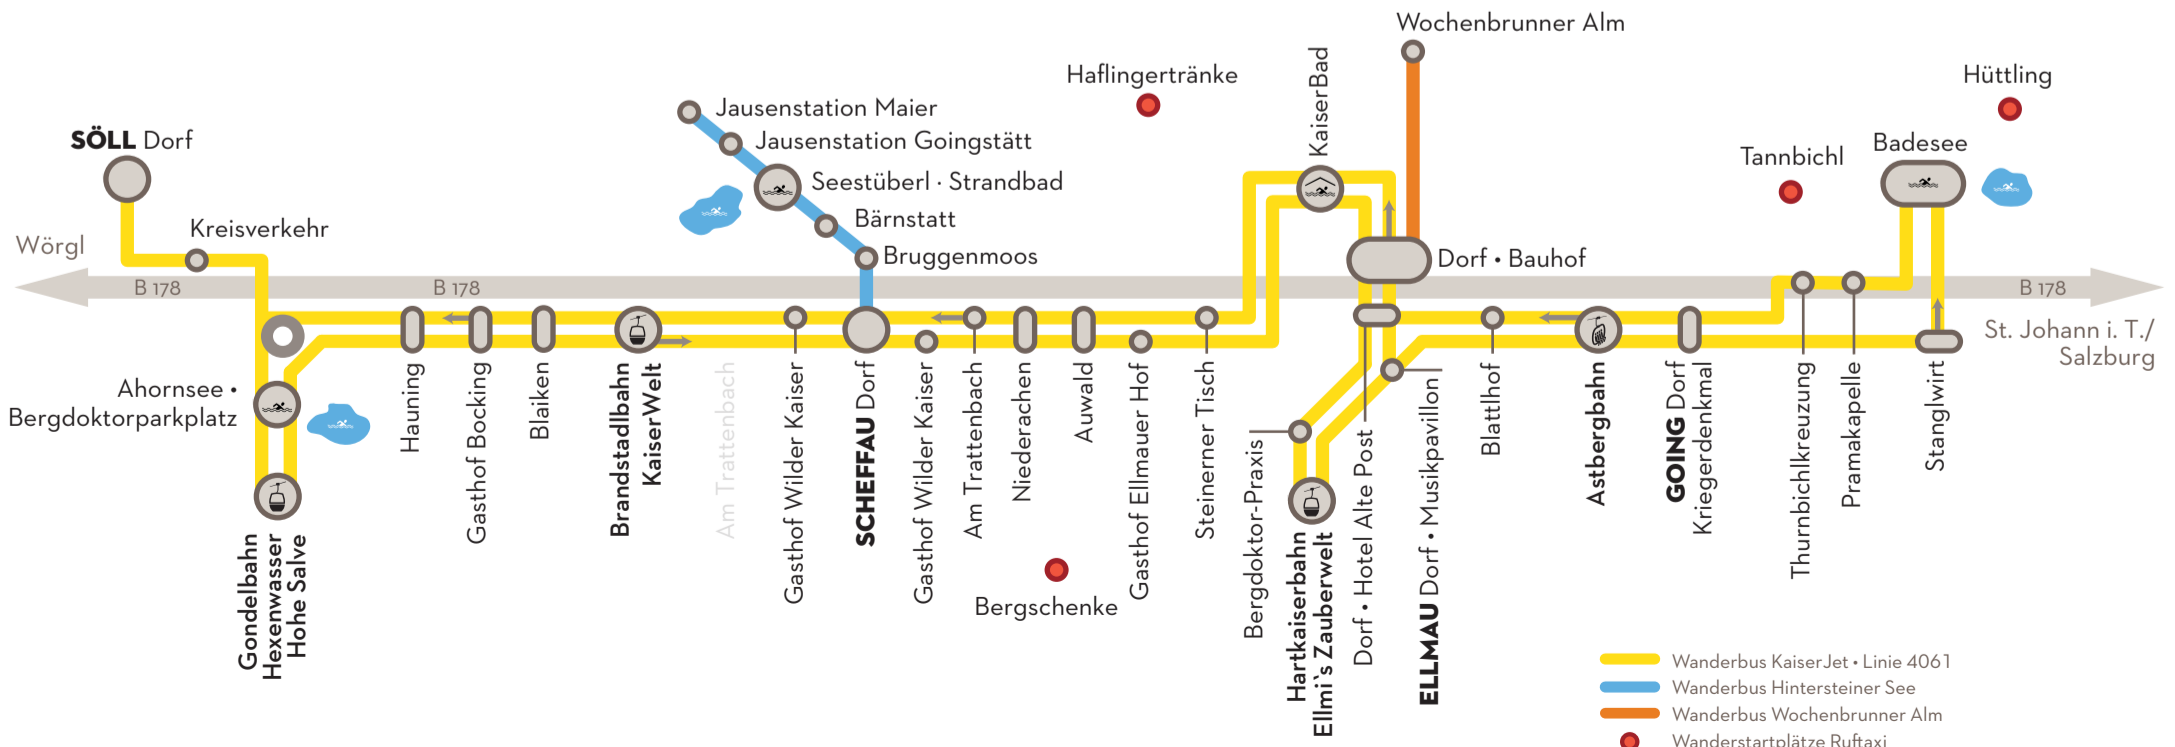 Wochenbrunner Alm
Haflingertränke
KaiserBad
Hüttling
Jausenstation Maier
SÖLL Dorf
Jausenstation Goingstätt
Badesee
Tannbichl
Seestüberl · Strandbad
Kreisverkehr
Bärnstatt
Wörgl
Bruggenmoos
Dorf • Bauhof
B 178
B 178
B 178
St. Johann i. T./
Salzburg
Ahornsee •
Bergdoktorparkplatz
Hauning
Gasthof Bocking
Blaiken
Brandstadlbahn
KaiserWelt
Am Trattenbach
Gasthof Wilder Kaiser
SCHEFFAU Dorf
Gasthof Wilder Kaiser
Am Trattenbach
Niederachen
Auwald
Gasthof Ellmauer Hof
Steinerner Tisch
Bergdoktor-Praxis
Hartkaiserbahn
Ellmi`s Zauberwelt
Dorf • Hotel Alte Post
ELLMAU Dorf • Musikpavillon
Blattlhof
Astbergbahn
GOING Dorf
Kriegerdenkmal
Thurnbichlkreuzung
Pramakapelle
Stanglwirt
Gondelbahn
Hexenwasser
Hohe Salve
Bergschenke
Wanderbus KaiserJet • Linie 4061
Wanderbus Hintersteiner See
Wanderbus Wochenbrunner Alm
Wanderstartplätze Ruftaxi